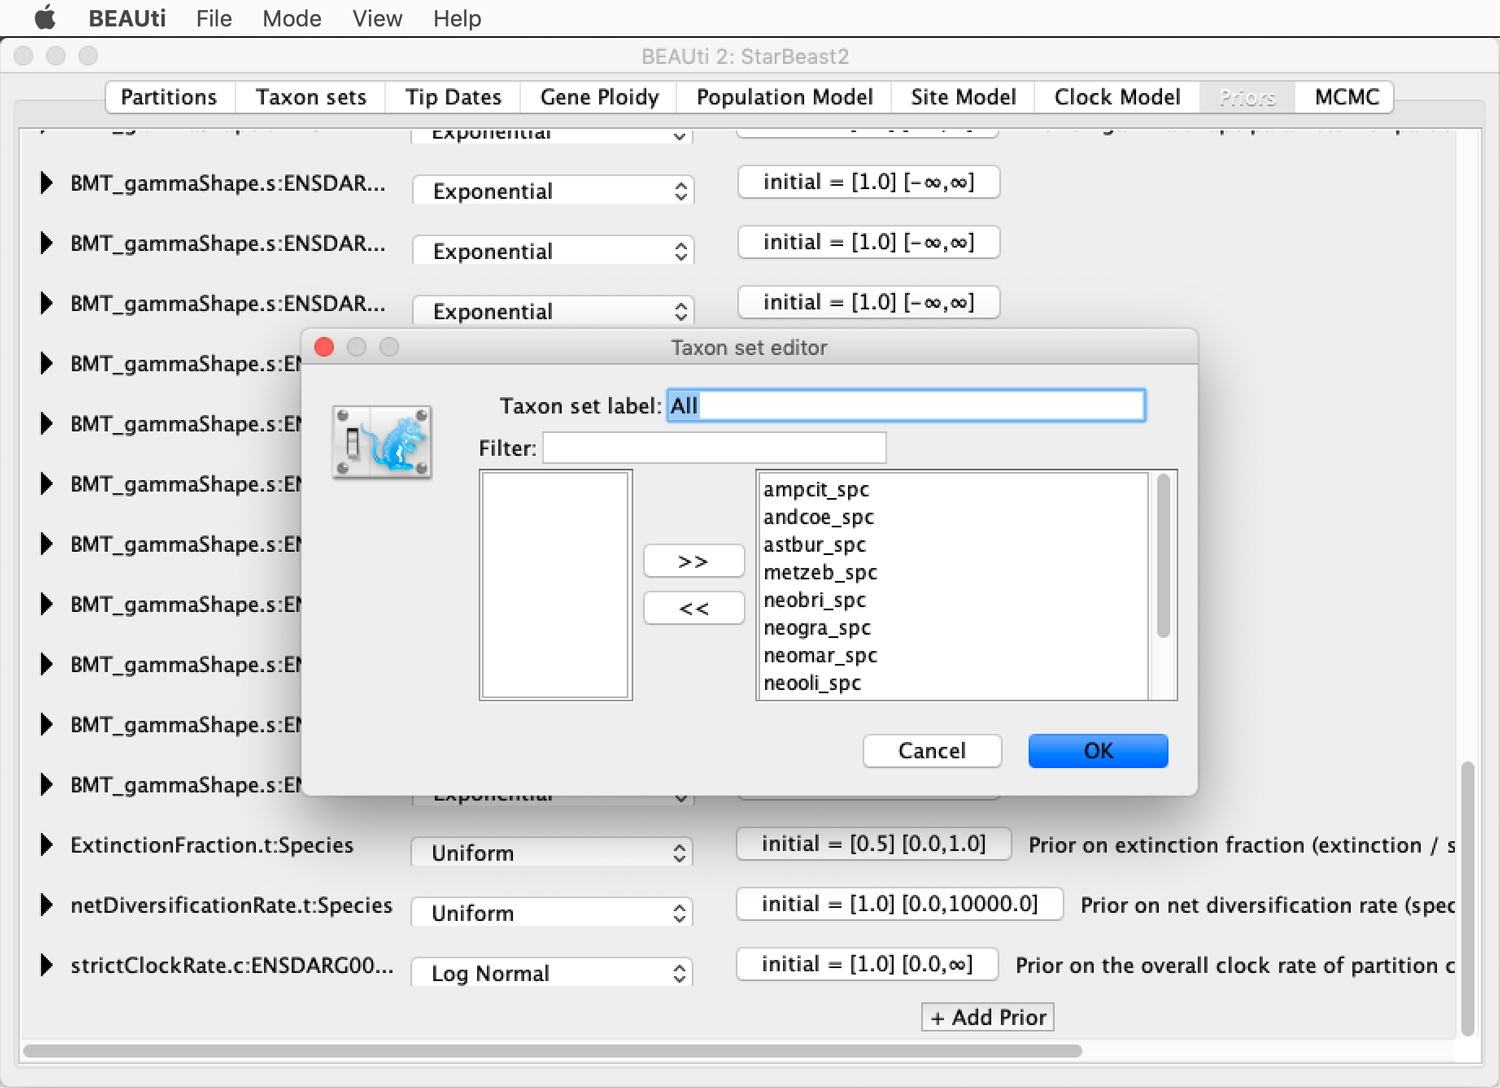 BEAUti File Mode View Help
BEAUti 2: StarBeast2
Partitions Taxon sets Tip Dates Gene Ploidy Population Model Site Model Clock Model Priors MCMC
Exponential
BMT_gammaShape.s:ENSDAR... Exponential initial = [1.0] [-∞,∞]
BMT_gammaShape.s:ENSDAR... Exponential initial = [1.0] [-∞,∞]
BMT_gammaShape.s:ENSDAR... Exponential initial = [1.0] [-∞,∞]
BMT_gammaShape.s:EN
BMT_gammaShape.s:EN
BMT_gammaShape.s:EN
BMT_gammaShape.s:EN
BMT_gammaShape.s:EN
BMT_gammaShape.s:EN
BMT_gammaShape.s:EN
BMT_gammaShape.s:EN
Exponential
Taxon set editor
Taxon set label: All
Filter:
>>
<<
ampcit_spc
andcoe_spc
astbur_spc
metzeb_spc
neobri_spc
neogra_spc
neomar_spc
neooli_spc
Cancel OK
ExtinctionFraction.t:Species Uniform initial = [0.5] [0.0,1.0] Prior on extinction fraction (extinction / s
netDiversificationRate.t:Species Uniform initial = [1.0] [0.0,10000.0] Prior on net diversification rate (spec
strictClockRate.c:ENSDARG00... Log Normal initial = [1.0] [0.0,∞] Prior on the overall clock rate of partition c
+ Add Prior